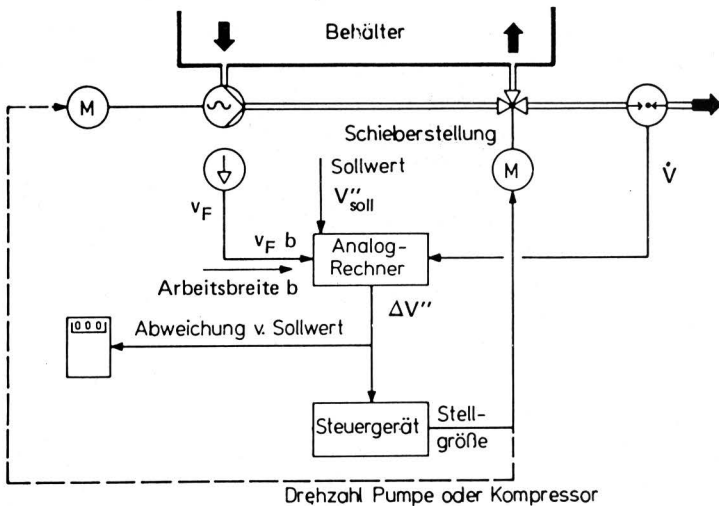 Behälter
M
Schieberstellung
Sollwert
M
V̇
V''soll
vF
vF b
Analog-
Rechner
Arbeitsbreite b
ΔV''
000
Abweichung v. Sollwert
Steuergerät
Stell-
größe
Drehzahl Pumpe oder Kompressor